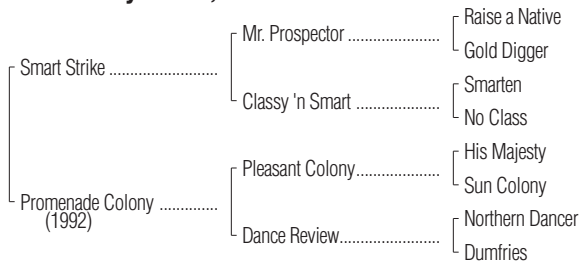 Raise a Native
Mr. Prospector ....................
Gold Digger
Smart Strike ........................
Smarten
Classy 'n Smart ..................
No Class
His Majesty
Pleasant Colony..................
Sun Colony
Promenade Colony .............
(1992)
Northern Dancer
Dance Review......................
Dumfries